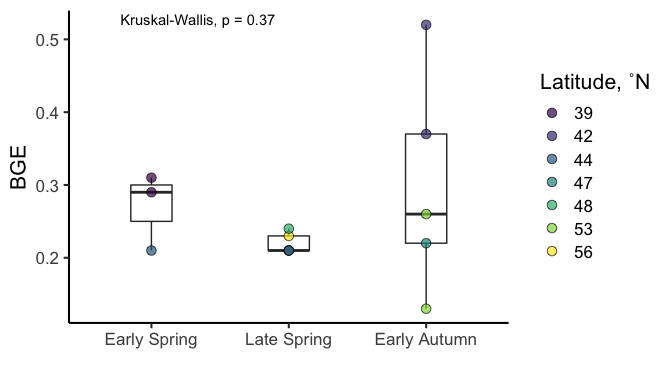 Kruskal-Wallis, p = 0.37
BGE
0.5
0.4
0.3
0.2
Early Spring
Late Spring
Early Autumn
Latitude, °N
39
42
44
47
48
53
56